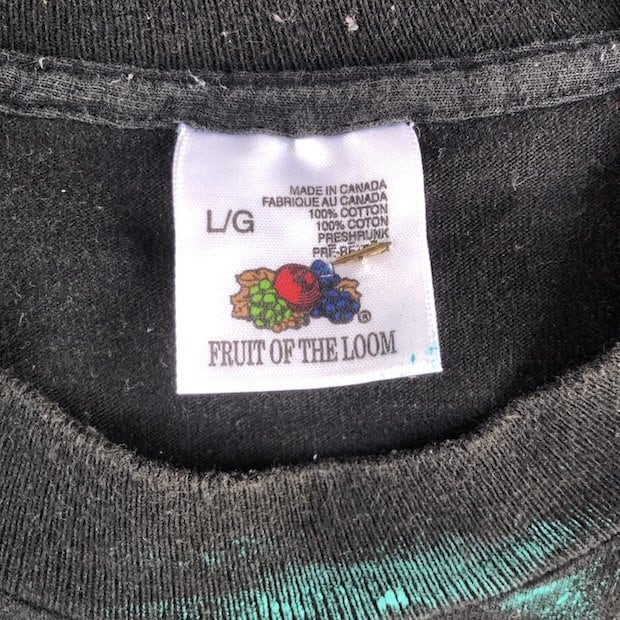 L/G
MADE IN CANADA
FABRIQUE AU CANADA
100% COTTON
100% COTON
PRESHRUNK
®
FRUIT OF THE LOOM